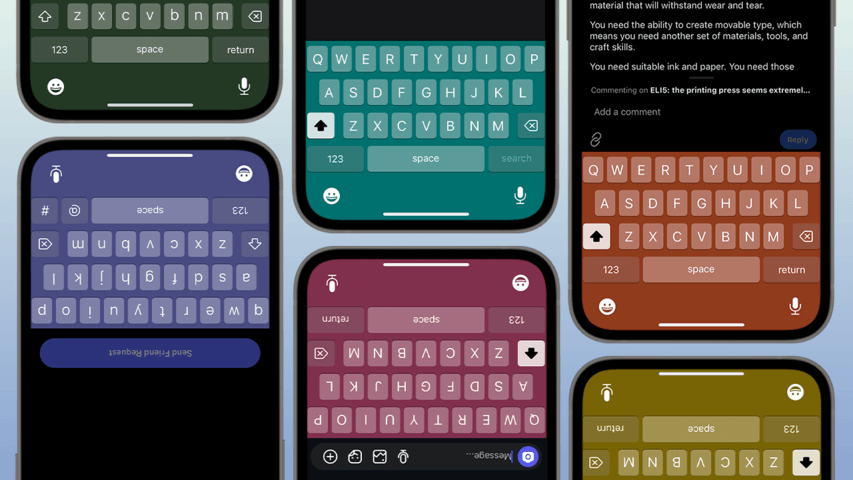 z x c v b n m
123 space return
Send Friend Request
q w e r t y u i o p
a s d f g h j k l
z x c v b n m
123 space @ #
Q W E R T Y U I O P
A S D F G H J K L
Z X C V B N M
123 space search
Message...
Q W E R T Y U I O P
A S D F G H J K L
Z X C V B N M
123 space return
material that will withstand wear and tear.
You need the ability to create movable type, which
means you need another set of materials, tools, and
craft skills.
You need suitable ink and paper. You need those
Commenting on ELI5: the printing press seems extremel...
Add a comment
Reply
Q W E R T Y U I O P
A S D F G H J K L
Z X C V B N M
123 space return
Z X C V B N M
123 space return